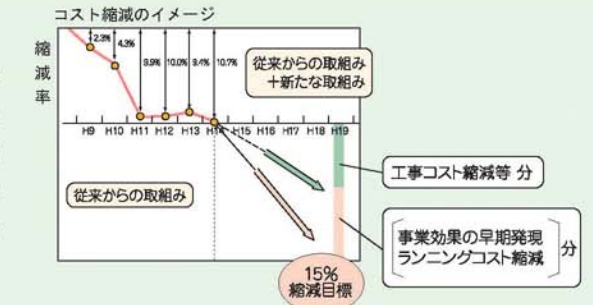 コスト縮減のイメージ
縮減率
2.3%
4.3%
9.9%
10.0%
9.4%
10.7%
従来からの取組み
+新たな取組み
H9
H10
H11
H12
H13
H14
H15
H16
H17
H18
H19
従来からの取組み
工事コスト縮減等 分
事業効果の早期発現
ランニングコスト縮減
分
15%
縮減目標